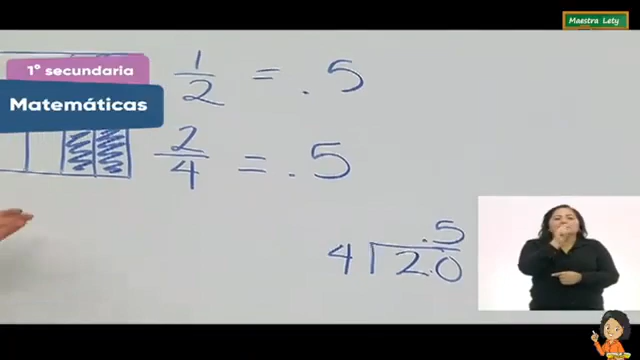 Maestra Lety
1° secundaria
Matemáticas
1/2 = .5
2/4 = .5
.5
4 2.0